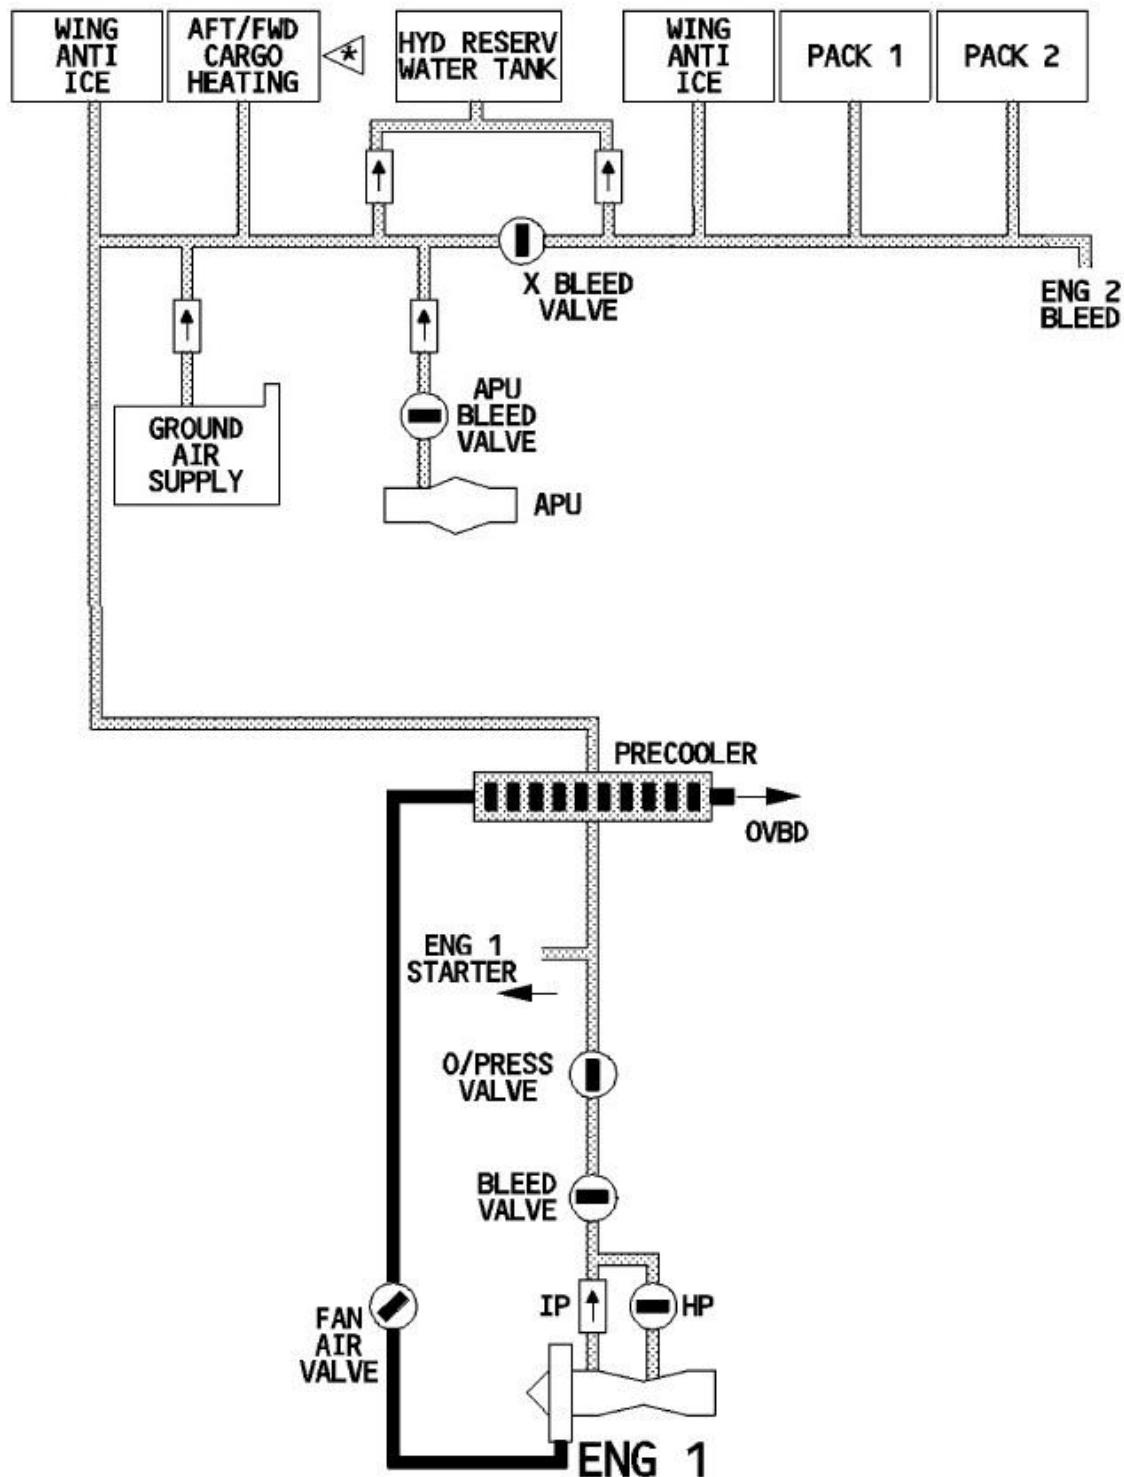 WING
ANTI
ICE
AFT/FWD
CARGO
HEATING
*
HYD RESERV
WATER TANK
WING
ANTI
ICE
PACK 1
PACK 2
X BLEED
VALVE
ENG 2
BLEED
GROUND
AIR
SUPPLY
APU
BLEED
VALVE
APU
PRECOOLER
OVBD
ENG 1
STARTER
O/PRESS
VALVE
BLEED
VALVE
IP
HP
FAN
AIR
VALVE
ENG 1